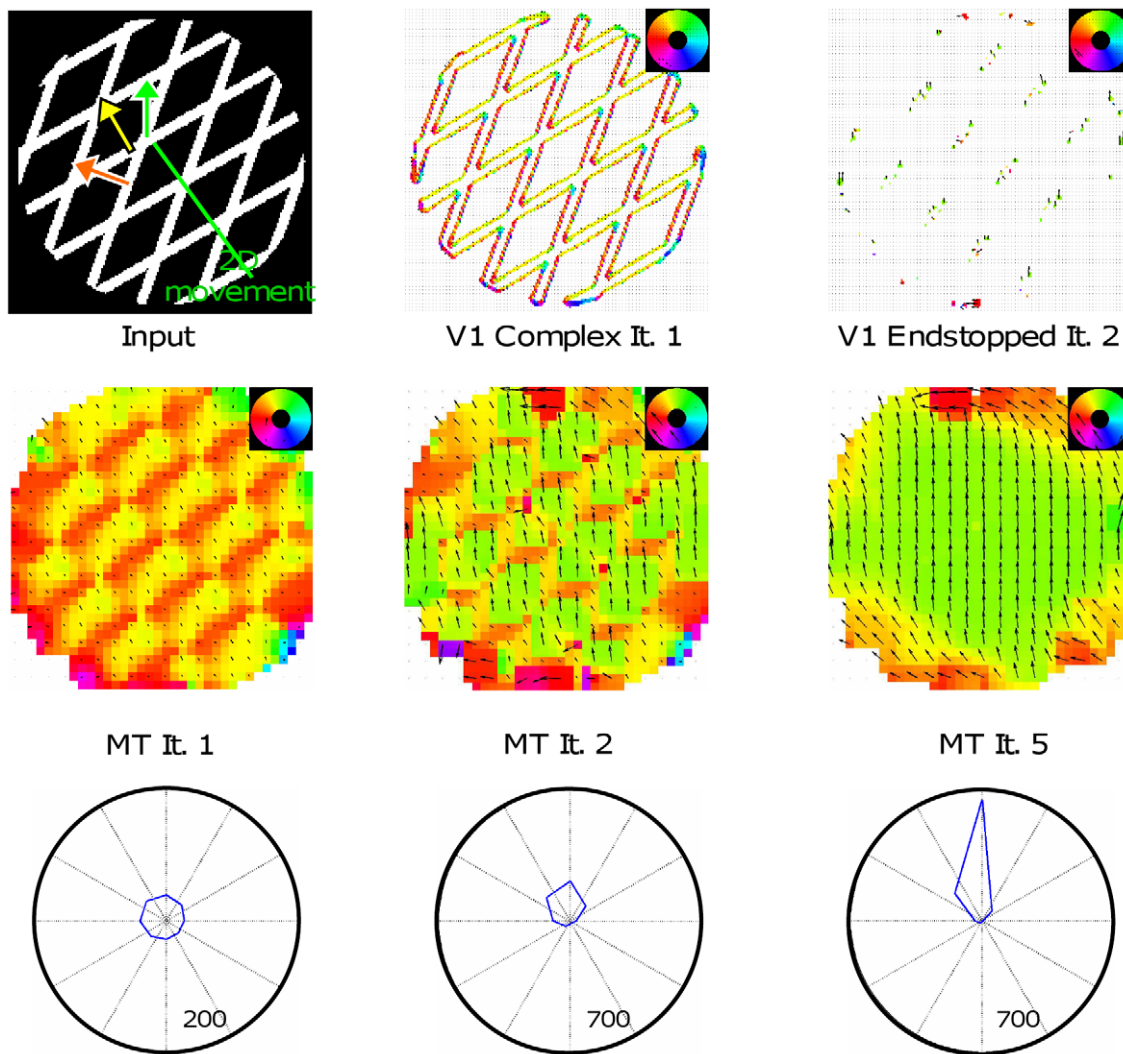 2D
movement
Input
V1 Complex It. 1
V1 Endstopped It. 2
MT It. 1
MT It. 2
MT It. 5
200
700
700